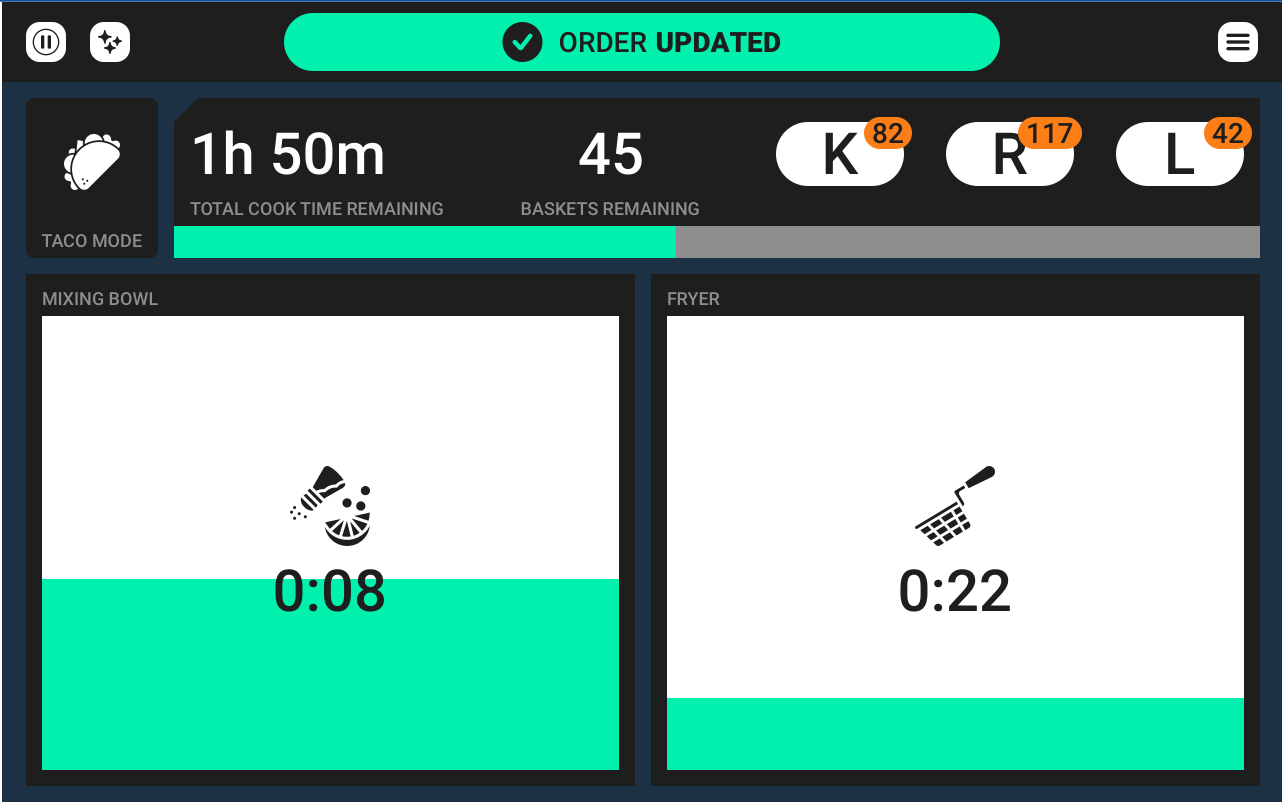 ORDER UPDATED
TACO MODE
1h 50m
TOTAL COOK TIME REMAINING
45
BASKETS REMAINING
K 82
R 117
L 42
MIXING BOWL
0:08
FRYER
0:22